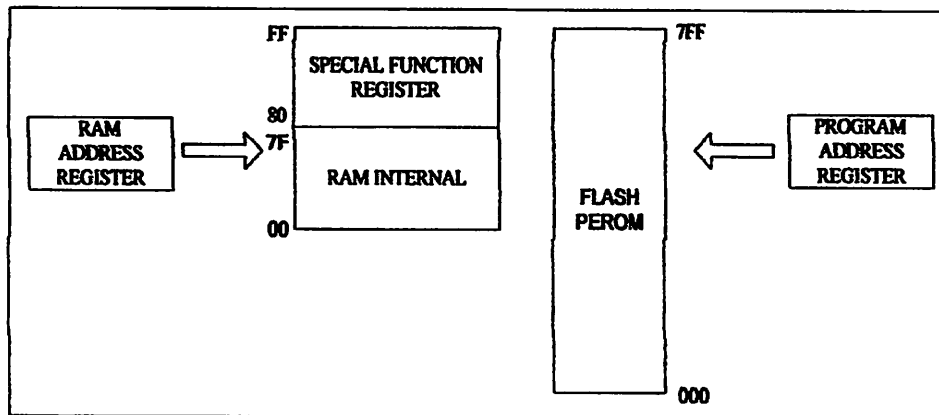 FF
SPECIAL FUNCTION
REGISTER
80
7F
RAM INTERNAL
00
RAM
ADDRESS
REGISTER
7FF
FLASH
PEROM
000
PROGRAM
ADDRESS
REGISTER